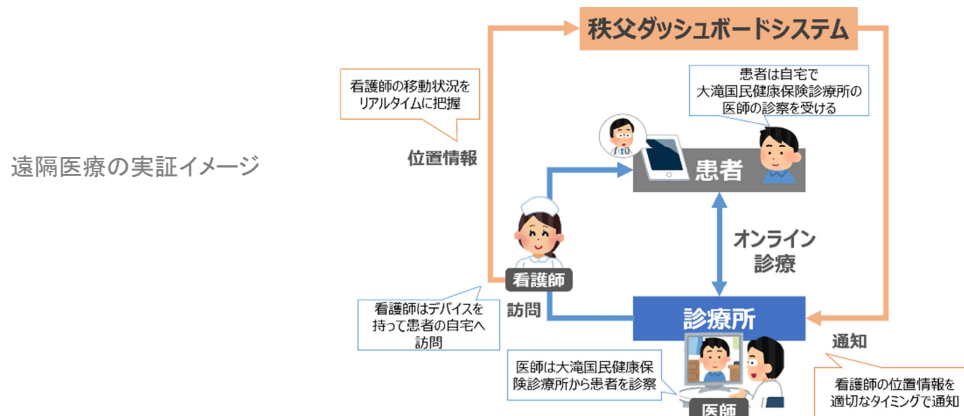 秩父ダッシュボードシステム
看護師の移動状況を
リアルタイムに把握
患者は自宅で
大滝国民健康保険診療所の
医師の診察を受ける
位置情報
遠隔医療の実証イメージ
患者
オンライン
診療
看護師
訪問
看護師はデバイスを
持って患者の自宅へ
訪問
診療所
通知
医師は大滝国民健康保
険診療所から患者を診察
医師
看護師の位置情報を
適切なタイミングで通知